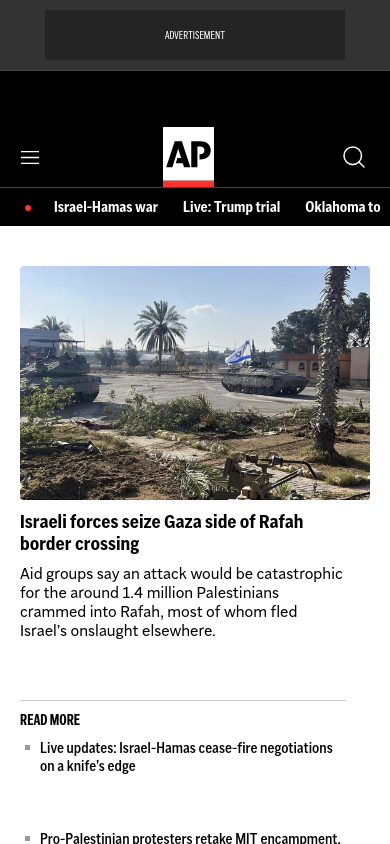 ADVERTISEMENT
AP
Israel-Hamas war Live: Trump trial Oklahoma to
Israeli forces seize Gaza side of Rafah
border crossing
Aid groups say an attack would be catastrophic
for the around 1.4 million Palestinians
crammed into Rafah, most of whom fled
Israel’s onslaught elsewhere.
READ MORE
Live updates: Israel-Hamas cease-fire negotiations
on a knife’s edge
Pro-Palestinian protesters retake MIT encampment,